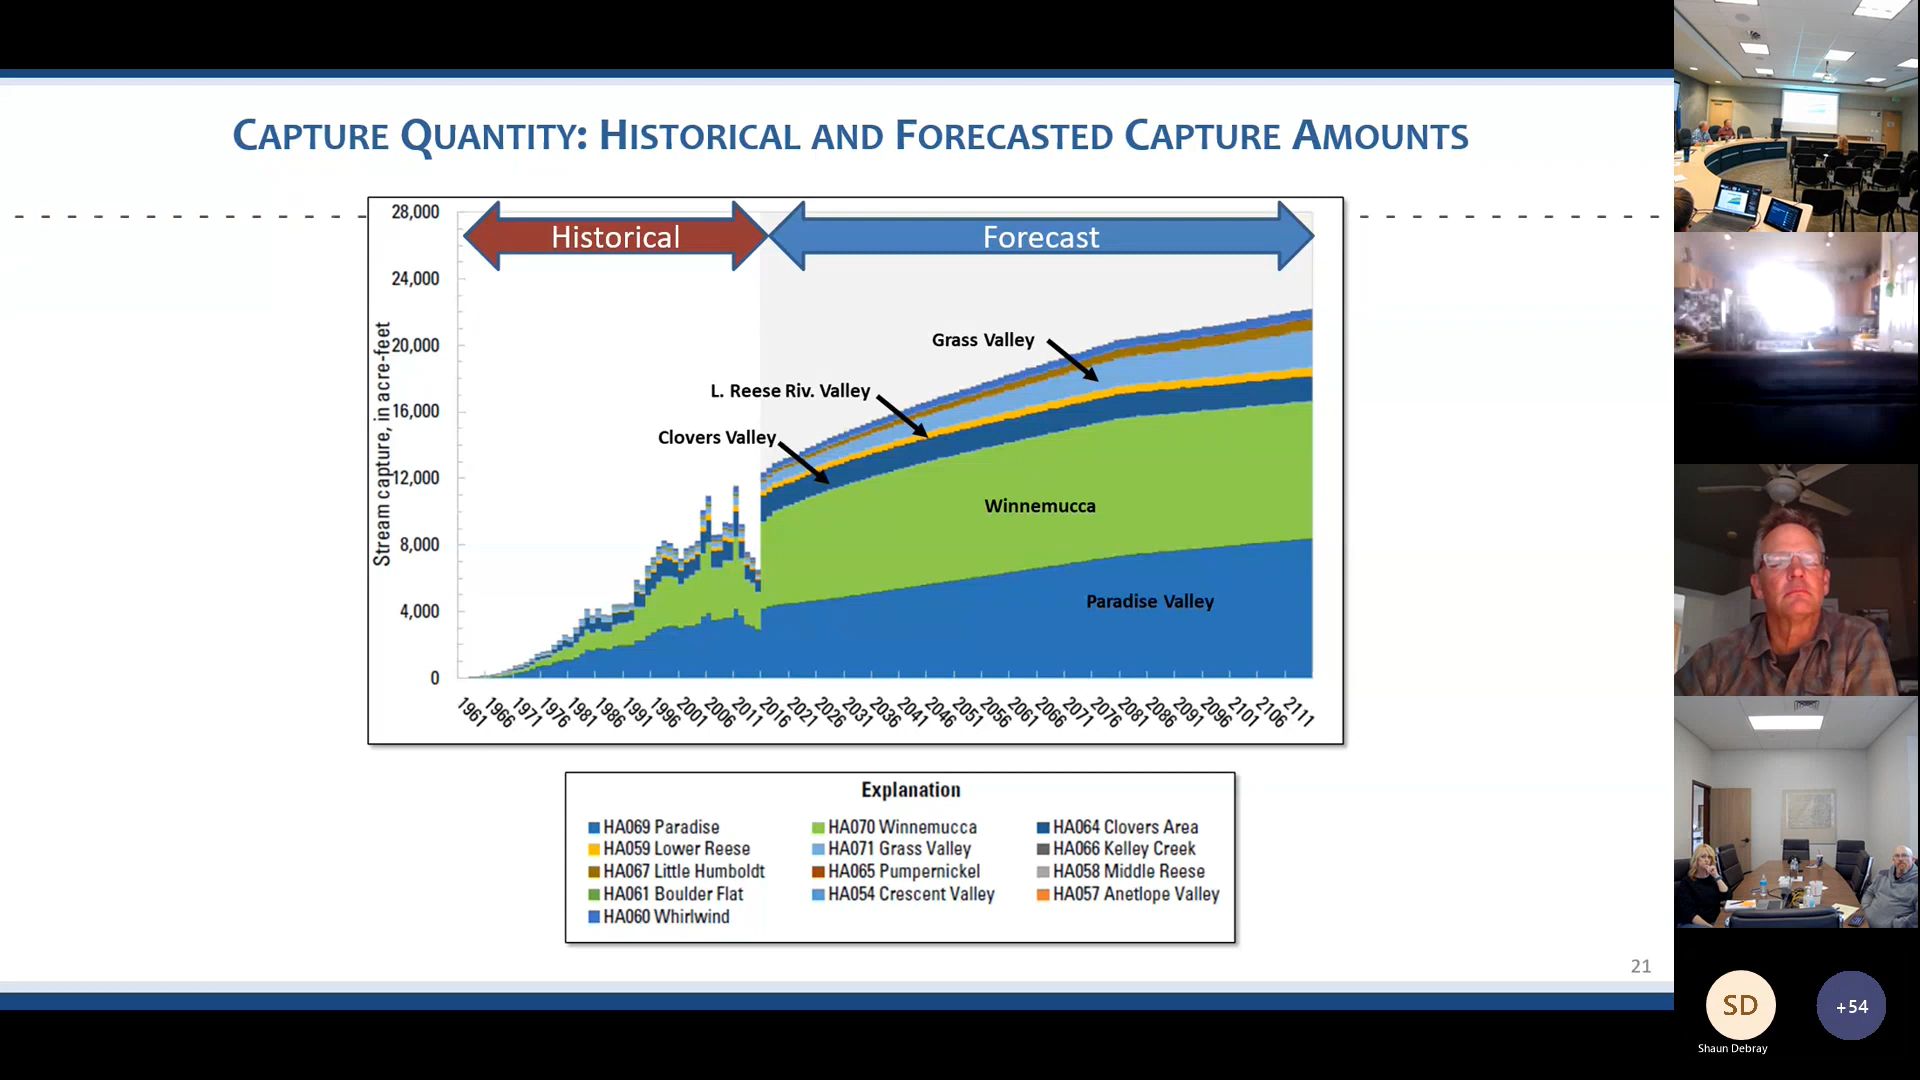 CAPTURE QUANTITY: HISTORICAL AND FORECASTED CAPTURE AMOUNTS
Historical
Forecast
Stream capture, in acre-feet
28,000
24,000
20,000
16,000
12,000
8,000
4,000
0
Grass Valley
L. Reese Riv. Valley
Clovers Valley
Winnemucca
Paradise Valley
1961 1966 1971 1976 1981 1986 1991 1996 2001 2006 2011 2016 2021 2026 2031 2036 2041 2046 2051 2056 2061 2066 2071 2076 2081 2086 2091 2096 2101 2106 2111
Explanation
HA069 Paradise HA070 Winnemucca HA064 Clovers Area
HA059 Lower Reese HA071 Grass Valley HA066 Kelley Creek
HA067 Little Humboldt HA065 Pumpernickel HA058 Middle Reese
HA061 Boulder Flat HA054 Crescent Valley HA057 Anetlope Valley
HA060 Whirlwind
21
SD
+54
Shaun Debray